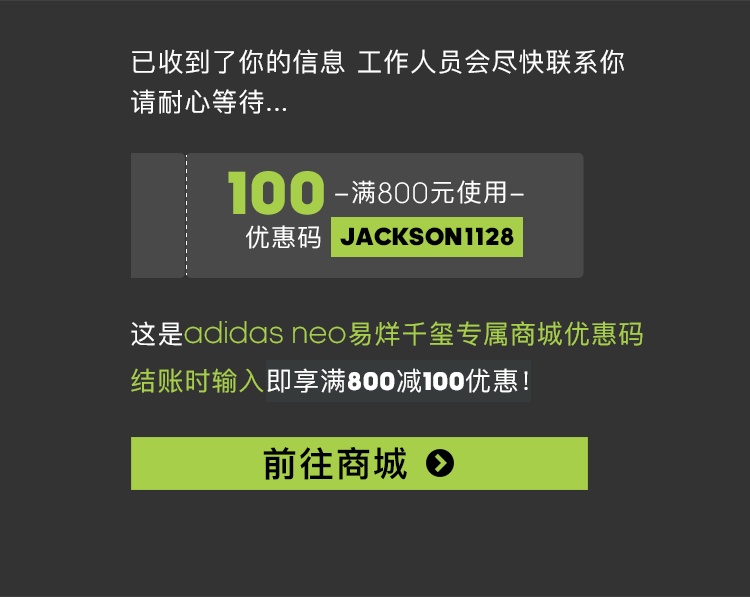 已收到了你的信息 工作人员会尽快联系你
请耐心等待...
100 –满800元使用–
优惠码 JACKSON1128
这是adidas neo易烊千玺专属商城优惠码
结账时输入即享满800减100优惠!
前往商城